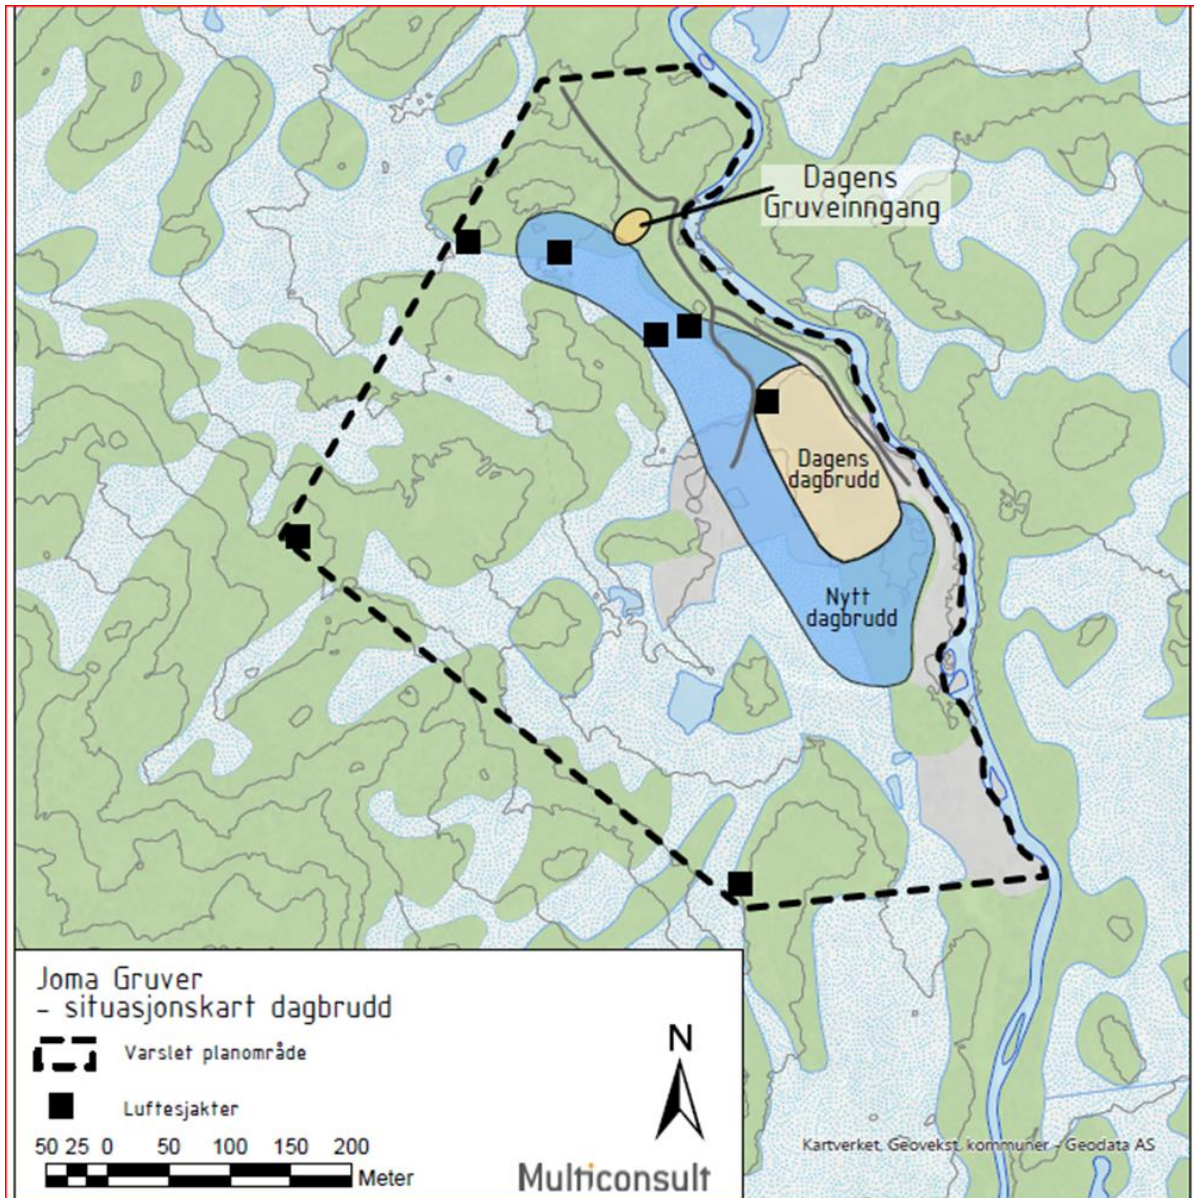 Dagens
Gruveinngang
Dagens
dagbrudd
Nytt
dagbrudd
Joma Gruver
- situasjonskart dagbrudd
Varslet planområde
Luftesjakter
50 25 0 50 100 150 200
Meter
N
Multiconsult
Kartverket, Geovekst, kommuner - Geodata AS